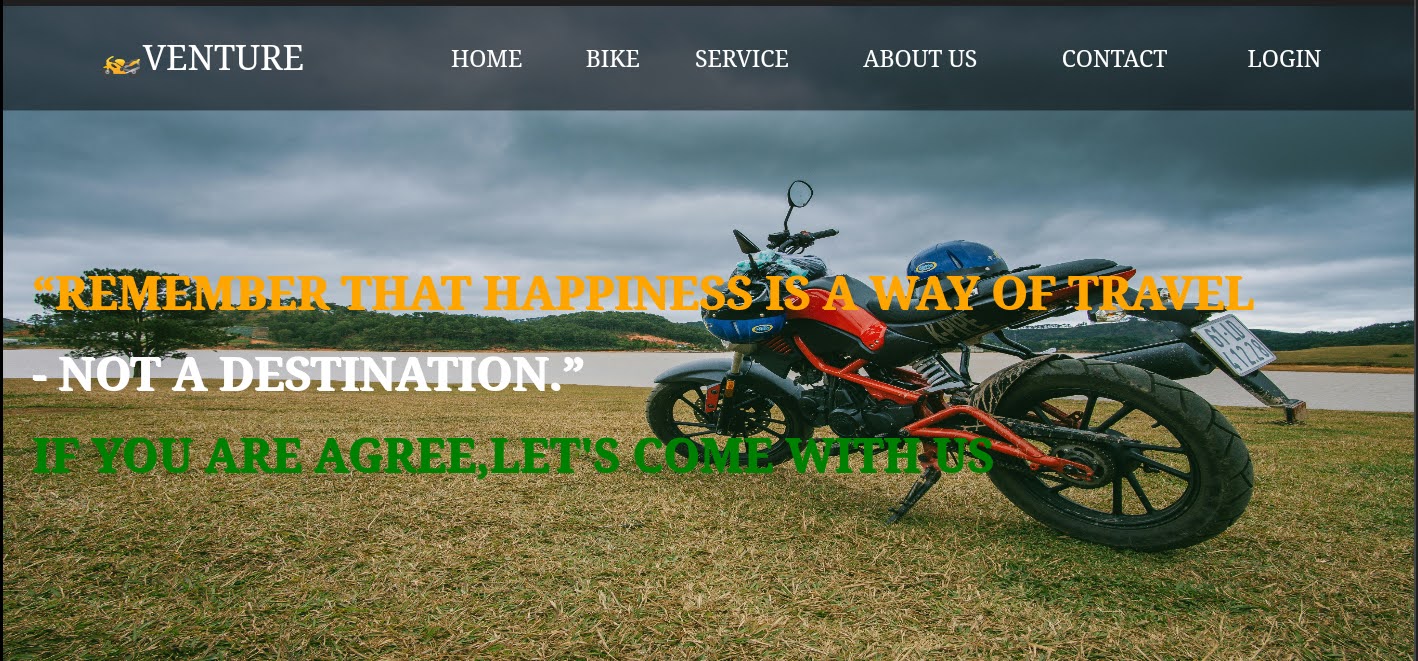 VENTURE HOME BIKE SERVICE ABOUT US CONTACT LOGIN
“REMEMBER THAT HAPPINESS IS A WAY OF TRAVEL
- NOT A DESTINATION.”
IF YOU ARE AGREE,LET'S COME WITH US
K-PIPE